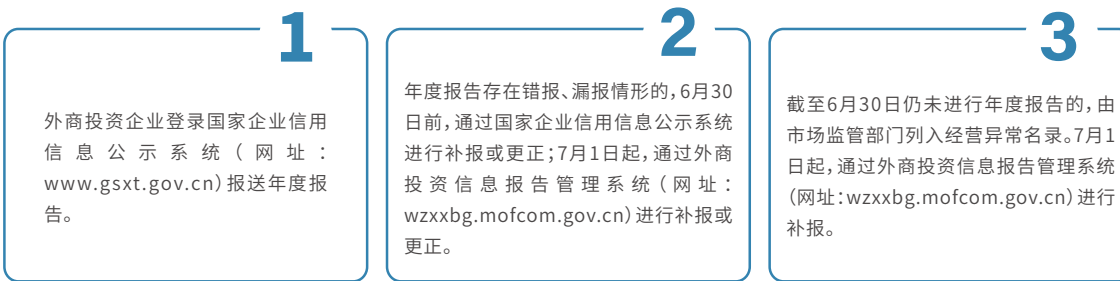 1
外商投资企业登录国家企业信用
信息公示系统(网址:
www.gsxt.gov.cn)报送年度报
告。
2
年度报告存在错报、漏报情形的,6月30
日前,通过国家企业信用信息公示系统
进行补报或更正;7月1日起,通过外商
投资信息报告管理系统(网址:
wzxxbg.mofcom.gov.cn)进行补报或
更正。
3
截至6月30日仍未进行年度报告的,由
市场监管部门列入经营异常名录。7月1
日起,通过外商投资信息报告管理系统
(网址:wzxxbg.mofcom.gov.cn)进行
补报。